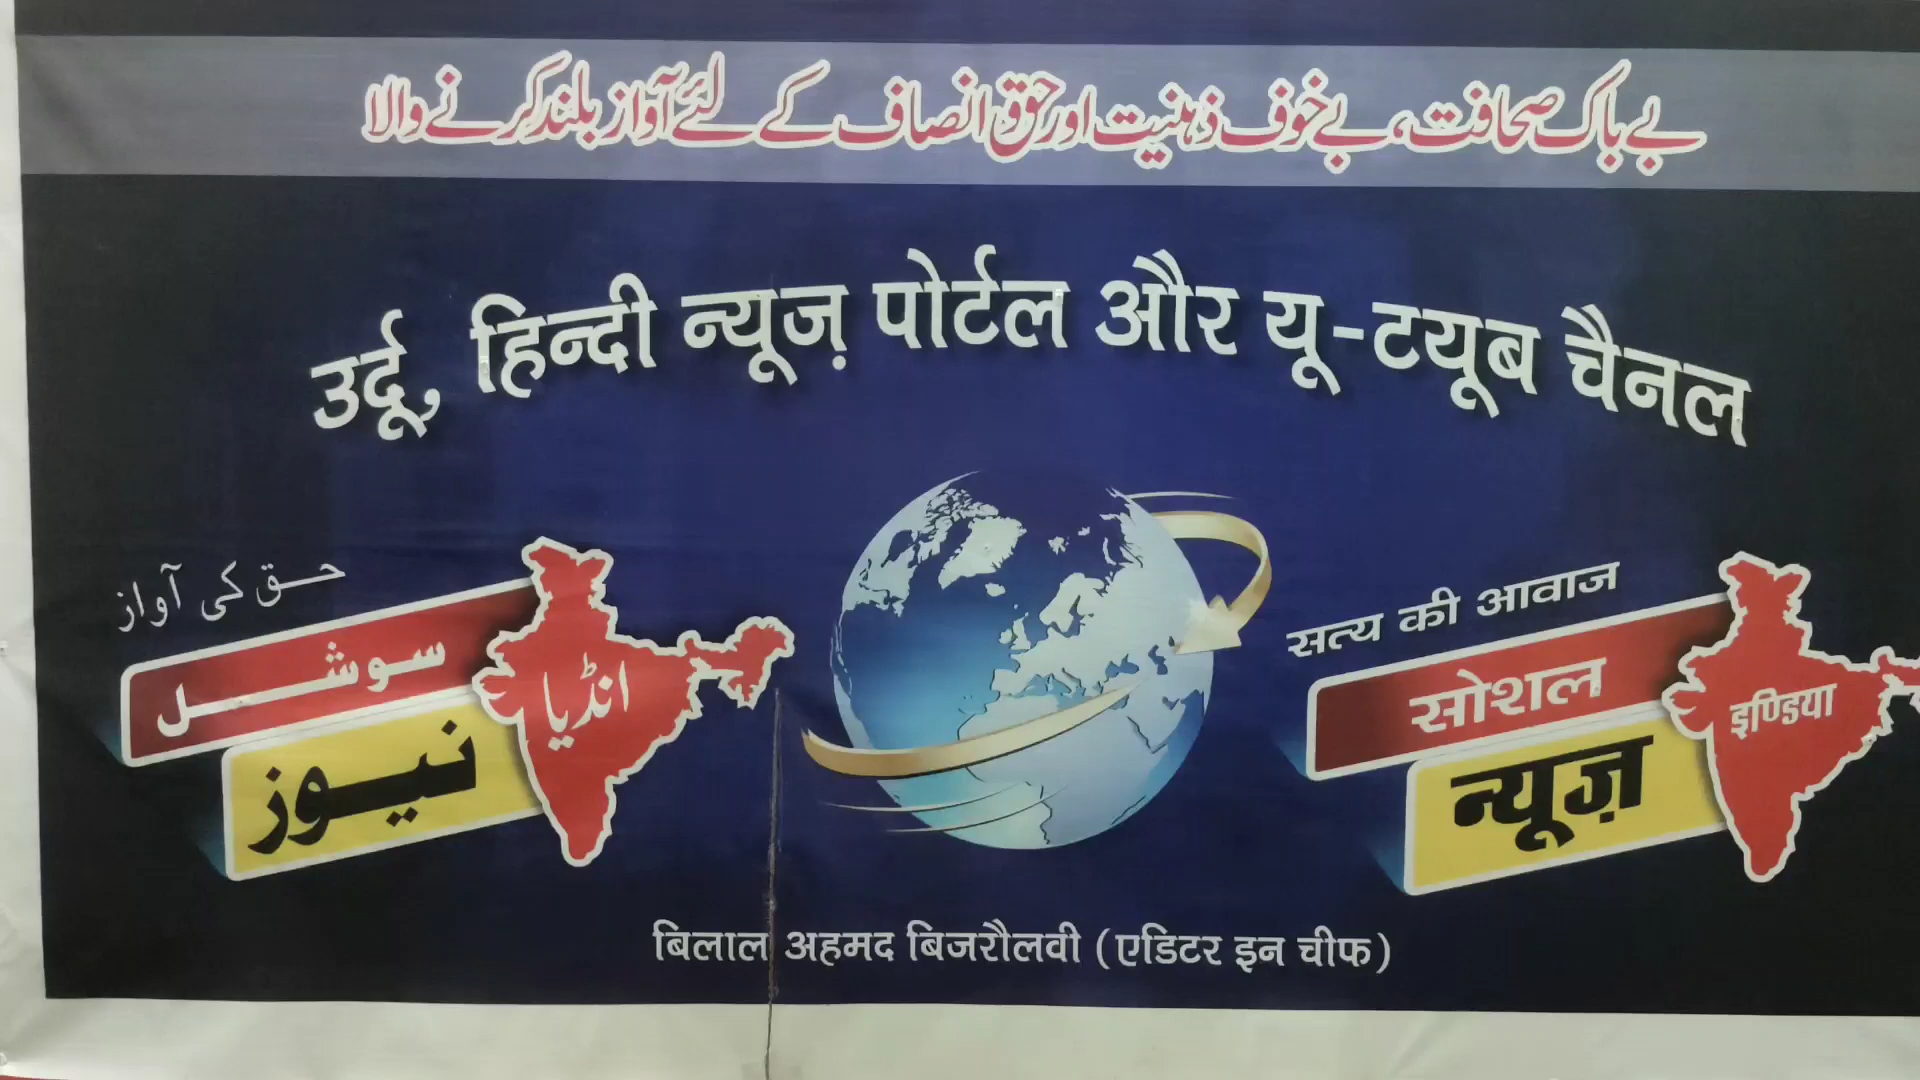 بے باک صحافت، بے خوف ذہنیت اور حق انصاف کے لئے آواز بلند کرنے والا
उर्दू, हिन्दी न्यूज़ पोर्टल और यू-टयूब चैनल
حق کی آواز
سوشل
نیوز
انڈیا
सत्य की आवाज
सोशल
न्यूज़
इण्डिया
बिलाल अहमद बिजरौलवी (एडिटर इन चीफ)